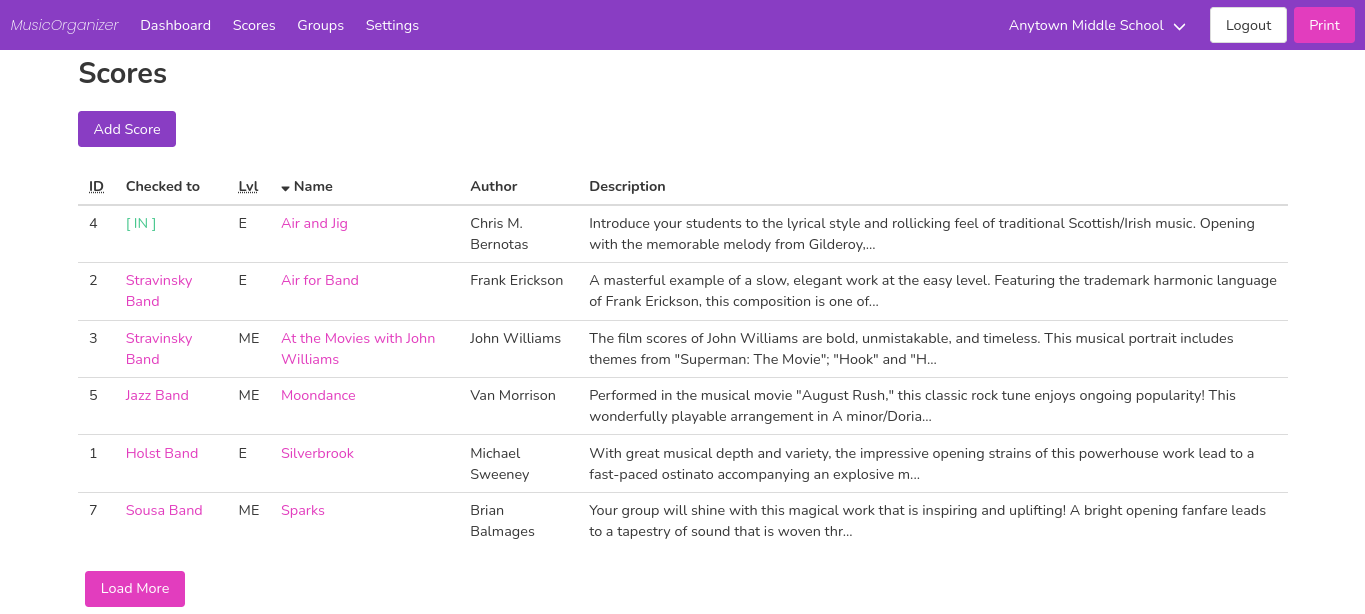 MusicOrganizer Dashboard Scores Groups Settings Anytown Middle School Logout Print
Scores
Add Score
ID Checked to Lvl Name Author Description
4 [ IN ] E Air and Jig Chris M. Introduce your students to the lyrical style and rollicking feel of traditional Scottish/Irish music. Opening
Bernotas with the memorable melody from Gilderoy,...
2 Stravinsky E Air for Band Frank Erickson A masterful example of a slow, elegant work at the easy level. Featuring the trademark harmonic language
Band of Frank Erickson, this composition is one of...
3 Stravinsky ME At the Movies with John John Williams The film scores of John Williams are bold, unmistakable, and timeless. This musical portrait includes
Band Williams themes from "Superman: The Movie"; "Hook" and "H...
5 Jazz Band ME Moondance Van Morrison Performed in the musical movie "August Rush," this classic rock tune enjoys ongoing popularity! This
wonderfully playable arrangement in A minor/Doria...
1 Holst Band E Silverbrook Michael With great musical depth and variety, the impressive opening strains of this powerhouse work lead to a
Sweeney fast-paced ostinato accompanying an explosive m...
7 Sousa Band ME Sparks Brian Your group will shine with this magical work that is inspiring and uplifting! A bright opening fanfare leads
Balmages to a tapestry of sound that is woven thr...
Load More